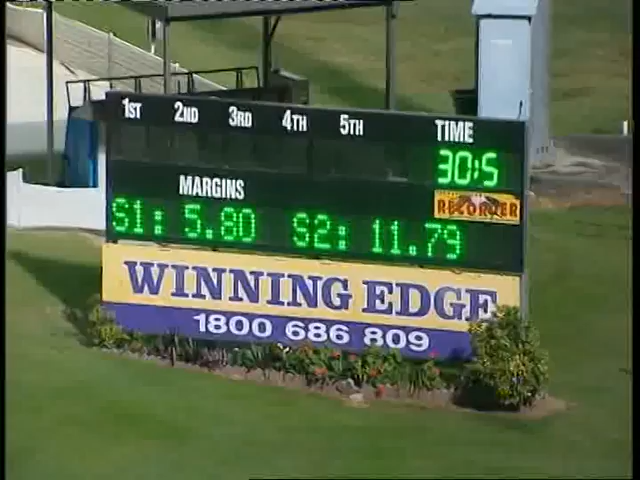 1ST 2ND 3RD 4TH 5TH TIME
30:5
MARGINS
RECORDER
S1: 5.80 S2: 11.79
WINNING EDGE
1800 686 809